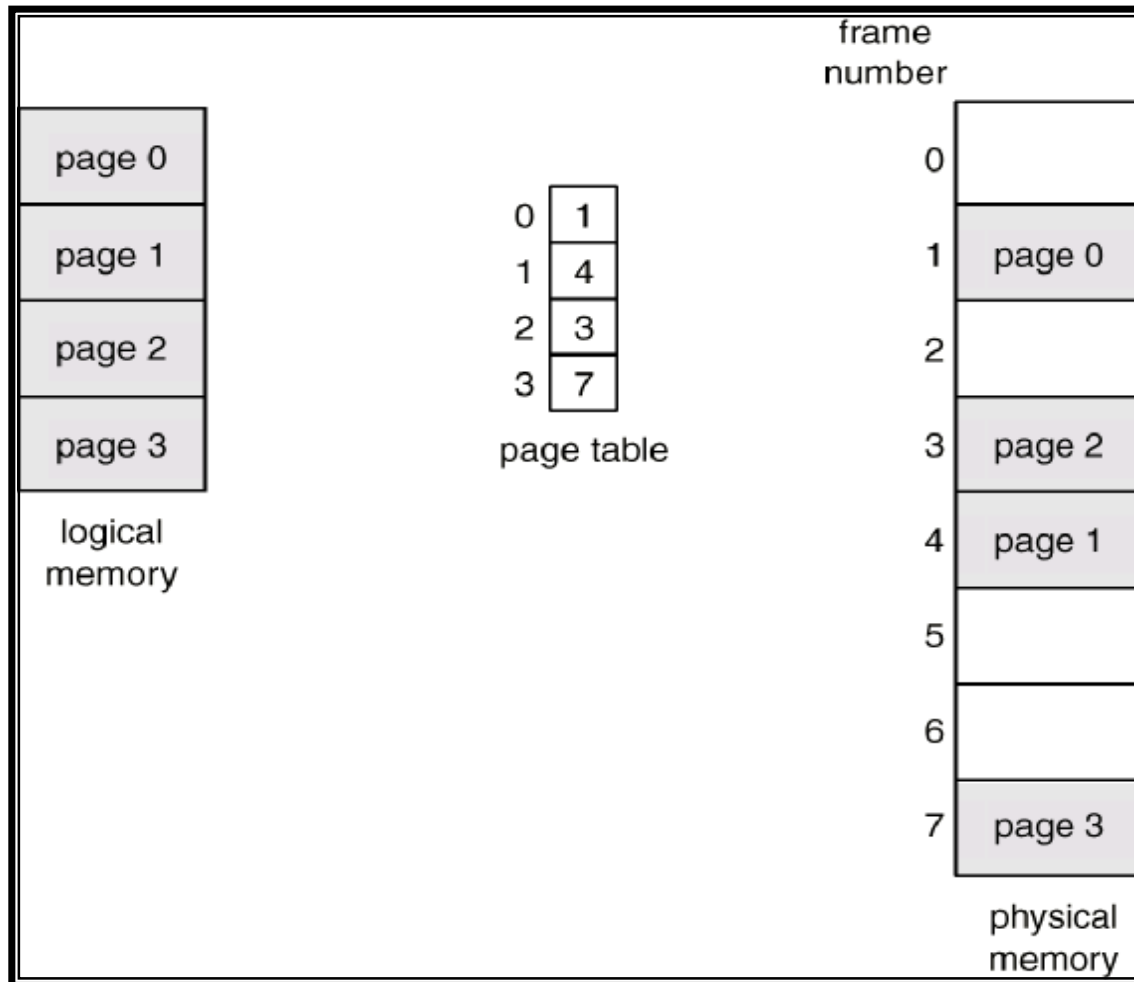 page 0
page 1
page 2
page 3
logical
memory
0 1
1 4
2 3
3 7
page table
frame
number
0
1 page 0
2
3 page 2
4 page 1
5
6
7 page 3
physical
memory